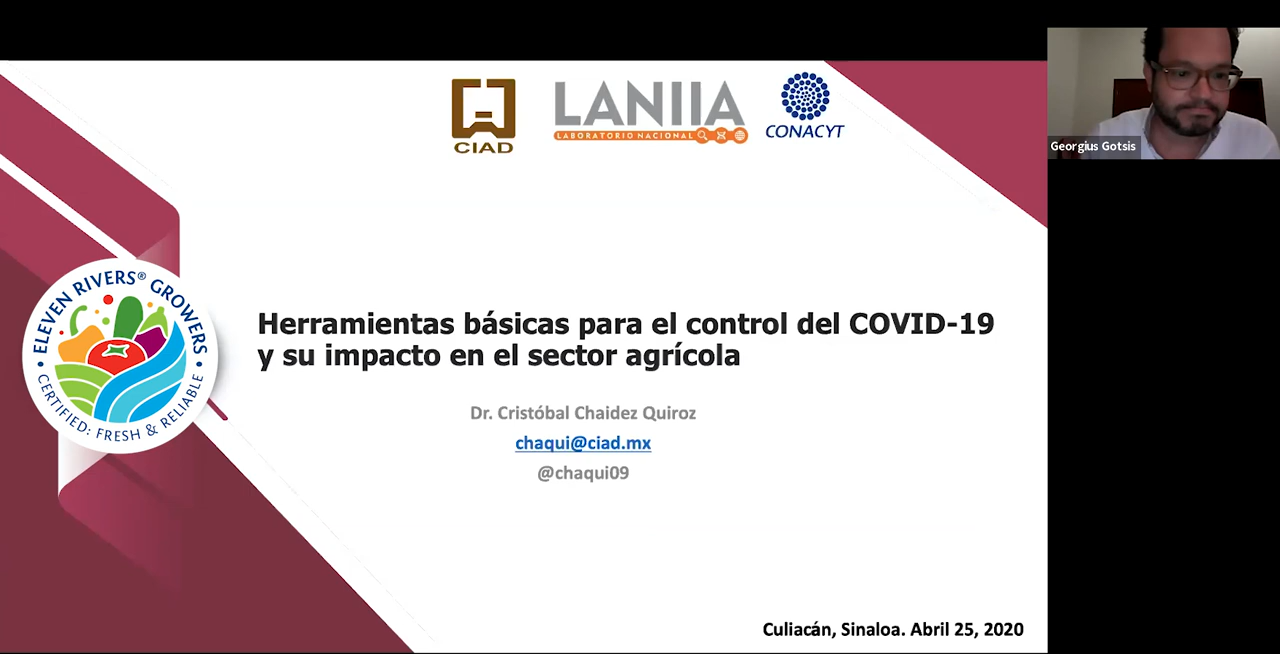 CIAD
LANIIA
LABORATORIO NACIONAL
CONACYT
Georgius Gotsis
ELEVEN RIVERS® GROWERS
CERTIFIED: FRESH & RELIABLE
Herramientas básicas para el control del COVID-19
y su impacto en el sector agrícola
Dr. Cristóbal Chaidez Quiroz
chaqui@ciad.mx
@chaqui09
Culiacán, Sinaloa. Abril 25, 2020